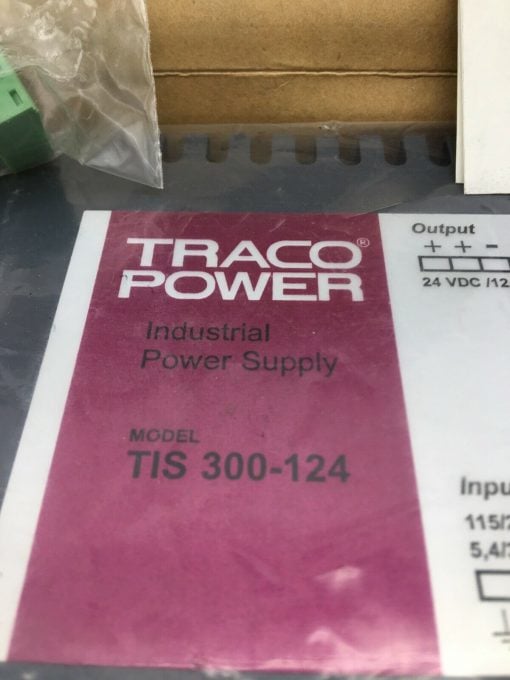 TRACO®
POWER
Industrial
Power Supply
MODEL
TIS 300-124
Output
+ + -
24 VDC /12
Inpu
115/2
5,4/3